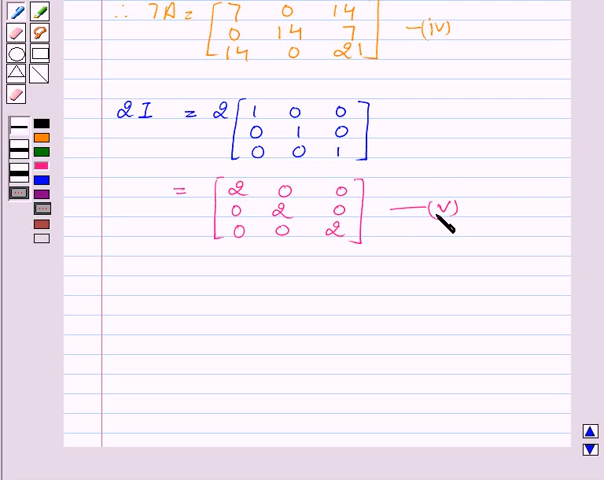 ∴ 7A = [ 7 0 14
0 14 7
14 0 21 ] —(iv)
2I = 2 [ 1 0 0
0 1 0
0 0 1 ]
= [ 2 0 0
0 2 0
0 0 2 ] —(v)